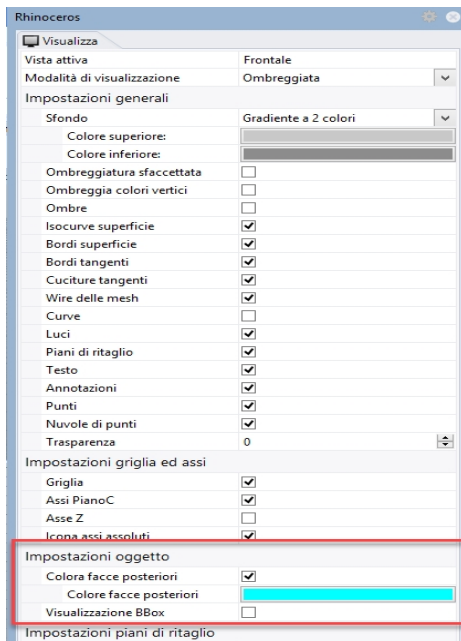 Rhinoceros
Visualizza
Vista attiva Frontale
Modalità di visualizzazione Ombreggiata
Impostazioni generali
Sfondo Gradiente a 2 colori
Colore superiore:
Colore inferiore:
Ombreggiatura sfaccettata
Ombreggia colori vertici
Ombre
Isocurve superficie
Bordi superficie
Bordi tangenti
Cuciture tangenti
Wire delle mesh
Curve
Luci
Piani di ritaglio
Testo
Annotazioni
Punti
Nuvole di punti
Trasparenza 0
Impostazioni griglia ed assi
Griglia
Assi PianoC
Asse Z
Icona assi assoluti
Impostazioni oggetto
Colora facce posteriori
Colore facce posteriori
Visualizzazione BBox
Impostazioni piani di ritaglio